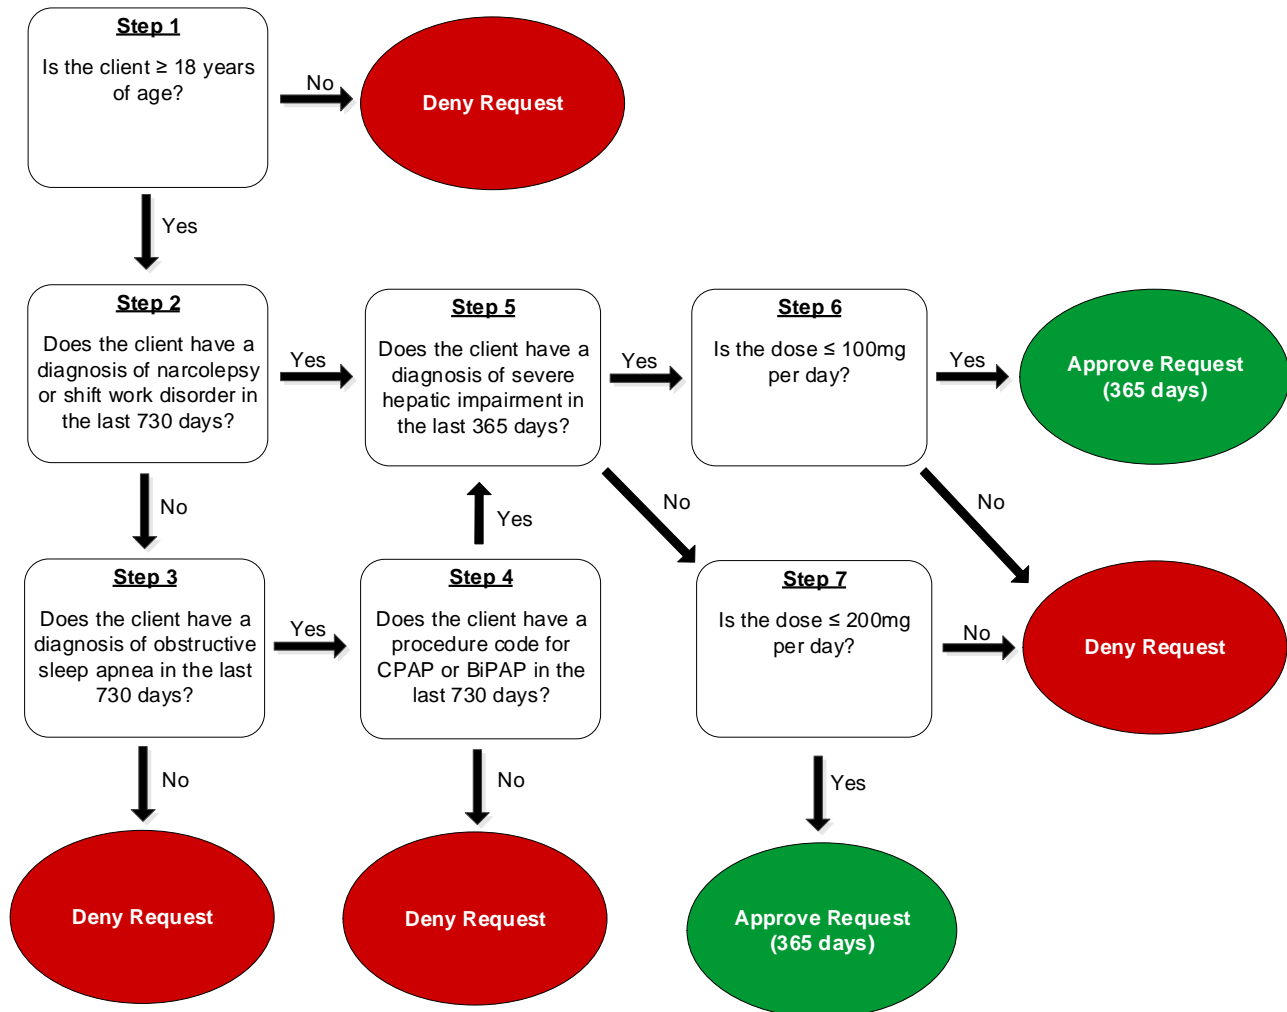 Step 1
Is the client ≥ 18 years
of age?
No
Deny Request
Yes
Step 2
Does the client have a
diagnosis of narcolepsy
or shift work disorder in
the last 730 days?
Yes
Step 5
Does the client have a
diagnosis of severe
hepatic impairment in
the last 365 days?
Yes
Step 6
Is the dose ≤ 100mg
per day?
Yes
Approve Request
(365 days)
No
Yes
No
No
Step 3
Does the client have a
diagnosis of obstructive
sleep apnea in the last
730 days?
Yes
Step 4
Does the client have a
procedure code for
CPAP or BiPAP in the
last 730 days?
Step 7
Is the dose ≤ 200mg
per day?
No
Deny Request
No
No
Yes
Deny Request
Deny Request
Approve Request
(365 days)